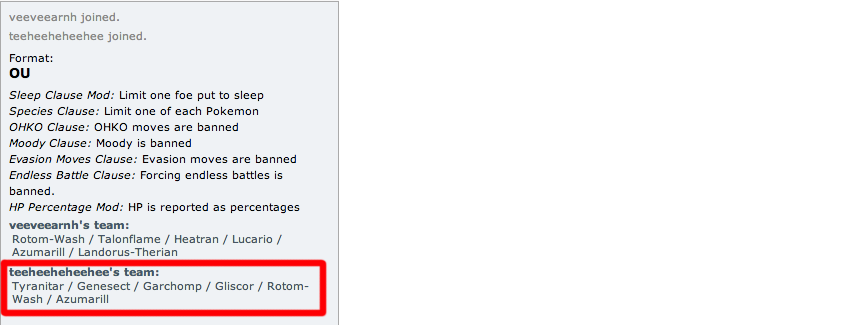 veeveearnh joined.
teeheeheheehee joined.
Format:
OU
Sleep Clause Mod: Limit one foe put to sleep
Species Clause: Limit one of each Pokemon
OHKO Clause: OHKO moves are banned
Moody Clause: Moody is banned
Evasion Moves Clause: Evasion moves are banned
Endless Battle Clause: Forcing endless battles is
banned.
HP Percentage Mod: HP is reported as percentages
veeveearnh's team:
Rotom-Wash / Talonflame / Heatran / Lucario /
Azumarill / Landorus-Therian
teeheeheheehee's team:
Tyranitar / Genesect / Garchomp / Gliscor / Rotom-
Wash / Azumarill